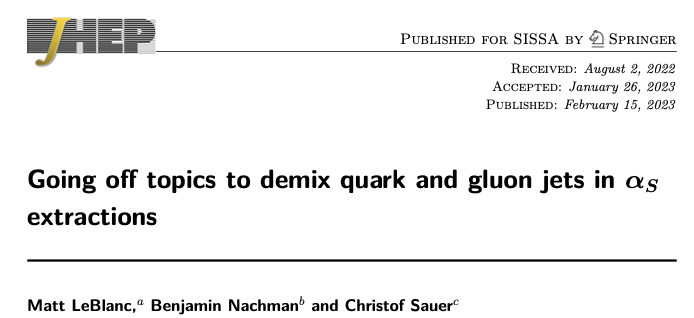 JHEP
Published for SISSA by Springer
Received: August 2, 2022
Accepted: January 26, 2023
Published: February 15, 2023
Going off topics to demix quark and gluon jets in α_S
extractions
Matt LeBlanc,ᵃ Benjamin Nachmanᵇ and Christof Sauerᶜ